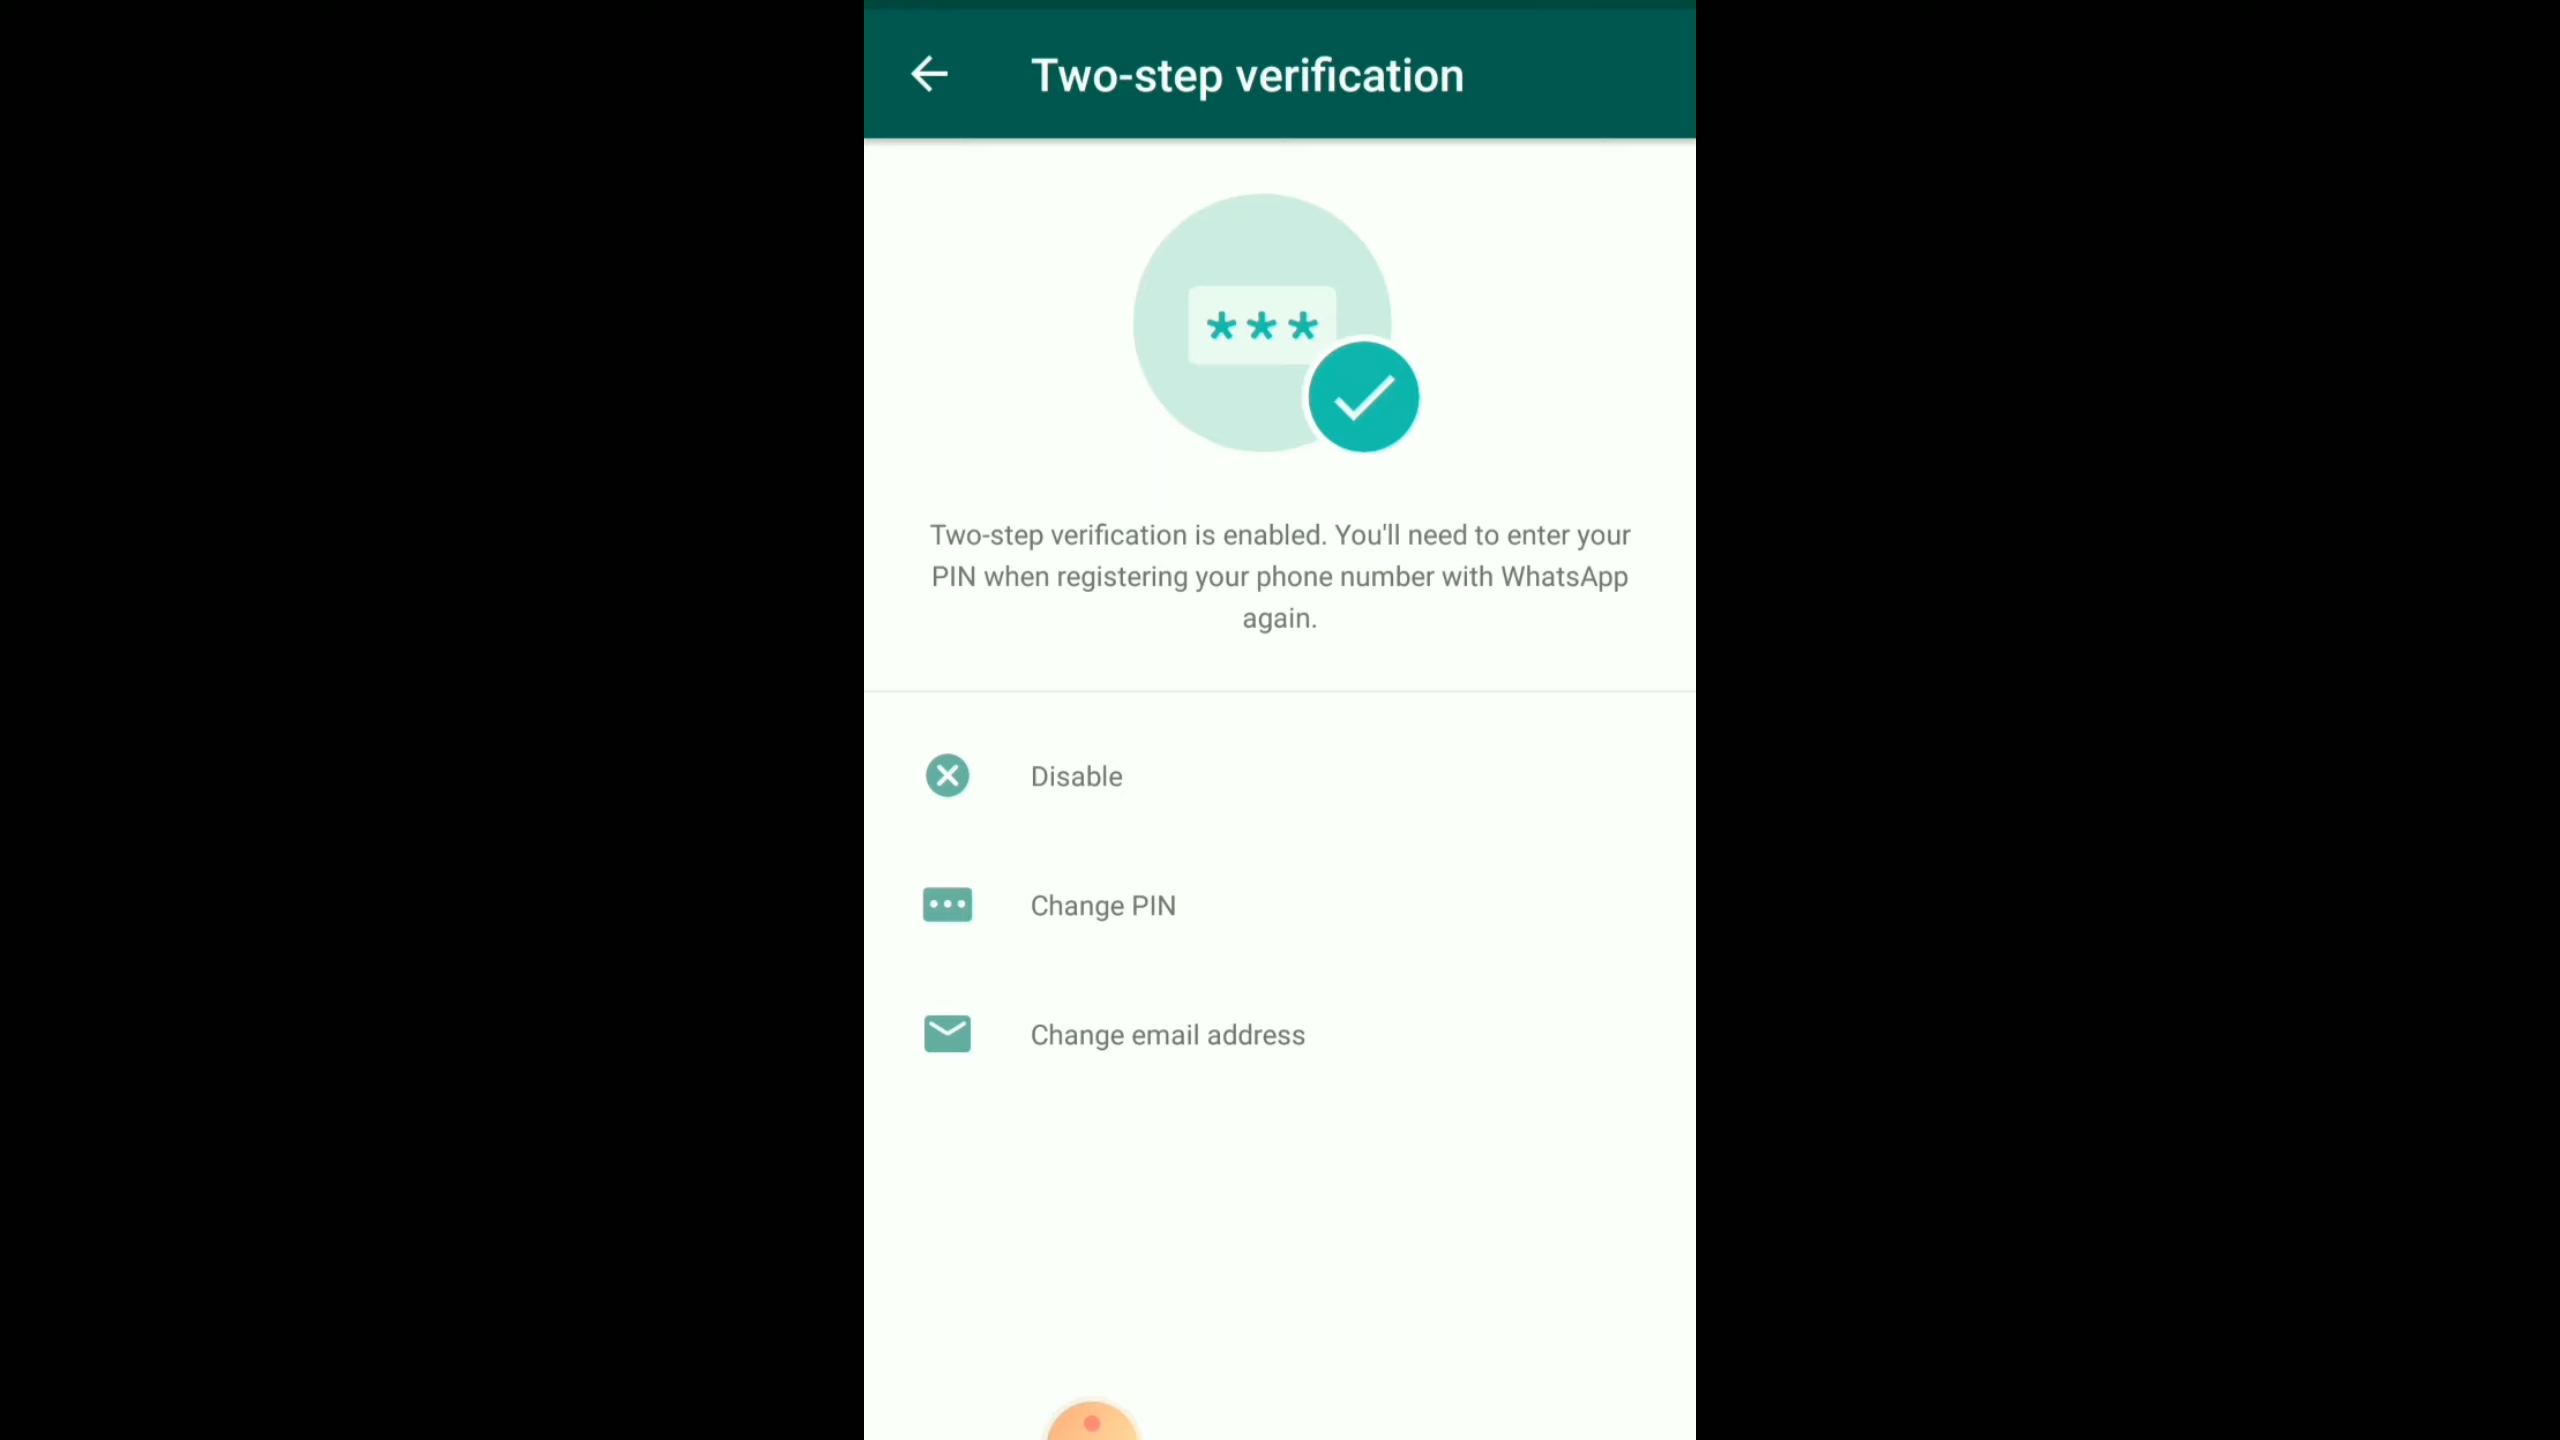 Two-step verification
***
Two-step verification is enabled. You'll need to enter your
PIN when registering your phone number with WhatsApp
again.
Disable
Change PIN
Change email address